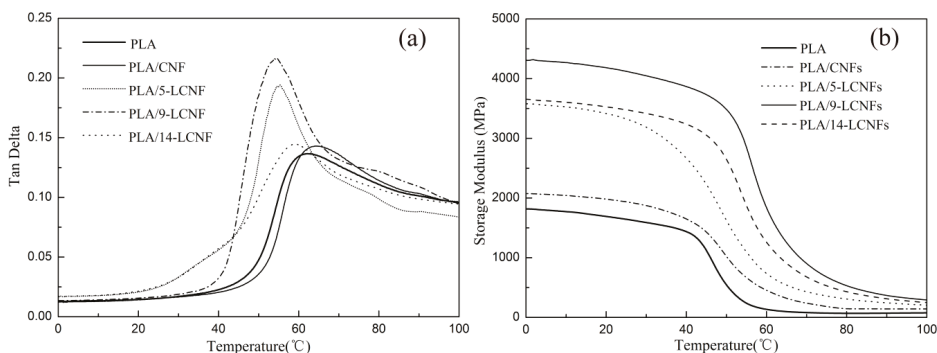 (a)
PLA
PLA/CNF
PLA/5-LCNF
PLA/9-LCNF
PLA/14-LCNF
0.25
0.20
0.15
0.10
0.05
0.00
Tan Delta
0 20 40 60 80 100
Temperature(℃)
(b)
PLA
PLA/CNFs
PLA/5-LCNFs
PLA/9-LCNFs
PLA/14-LCNFs
5000
4000
3000
2000
1000
0
Storage Modulus (MPa)
0 20 40 60 80 100
Temperature(℃)